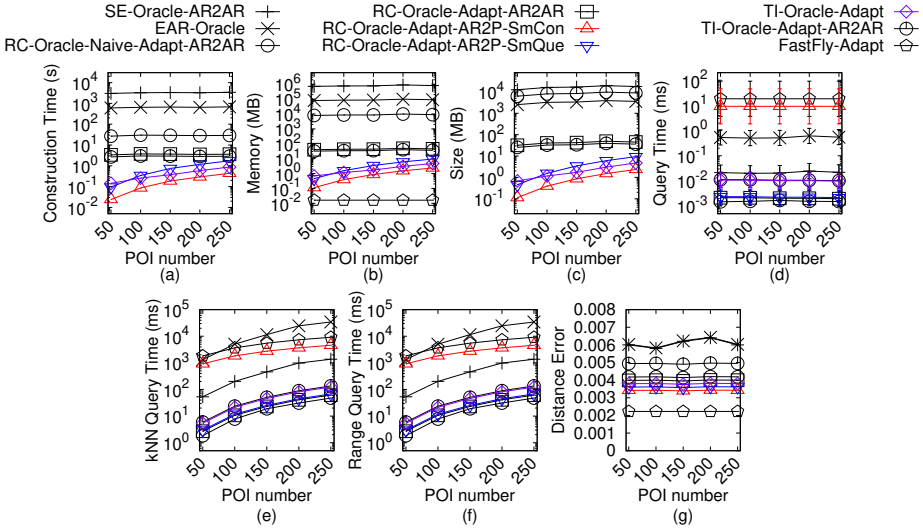 SE-Oracle-AR2AR
EAR-Oracle
RC-Oracle-Naive-Adapt-AR2AR
RC-Oracle-Adapt-AR2AR
RC-Oracle-Adapt-AR2P-SmCon
RC-Oracle-Adapt-AR2P-SmQue
TI-Oracle-Adapt
TI-Oracle-Adapt-AR2AR
FastFly-Adapt
Construction Time (s)
10^4
10^3
10^2
10^1
10^0
10^-1
10^-2
50 100 150 200 250
POI number
(a)
Memory (MB)
10^6
10^5
10^4
10^3
10^2
10^1
10^0
10^-1
10^-2
50 100 150 200 250
POI number
(b)
Size (MB)
10^4
10^3
10^2
10^1
10^0
10^-1
50 100 150 200 250
POI number
(c)
Query Time (ms)
10^2
10^1
10^0
10^-1
10^-2
10^-3
50 100 150 200 250
POI number
(d)
kNN Query Time (ms)
10^5
10^4
10^3
10^2
10^1
10^0
50 100 150 200 250
POI number
(e)
Range Query Time (ms)
10^5
10^4
10^3
10^2
10^1
10^0
50 100 150 200 250
POI number
(f)
Distance Error
0.008
0.006
0.005
0.004
0.003
0.002
0.001
0
50 100 150 200 250
POI number
(g)